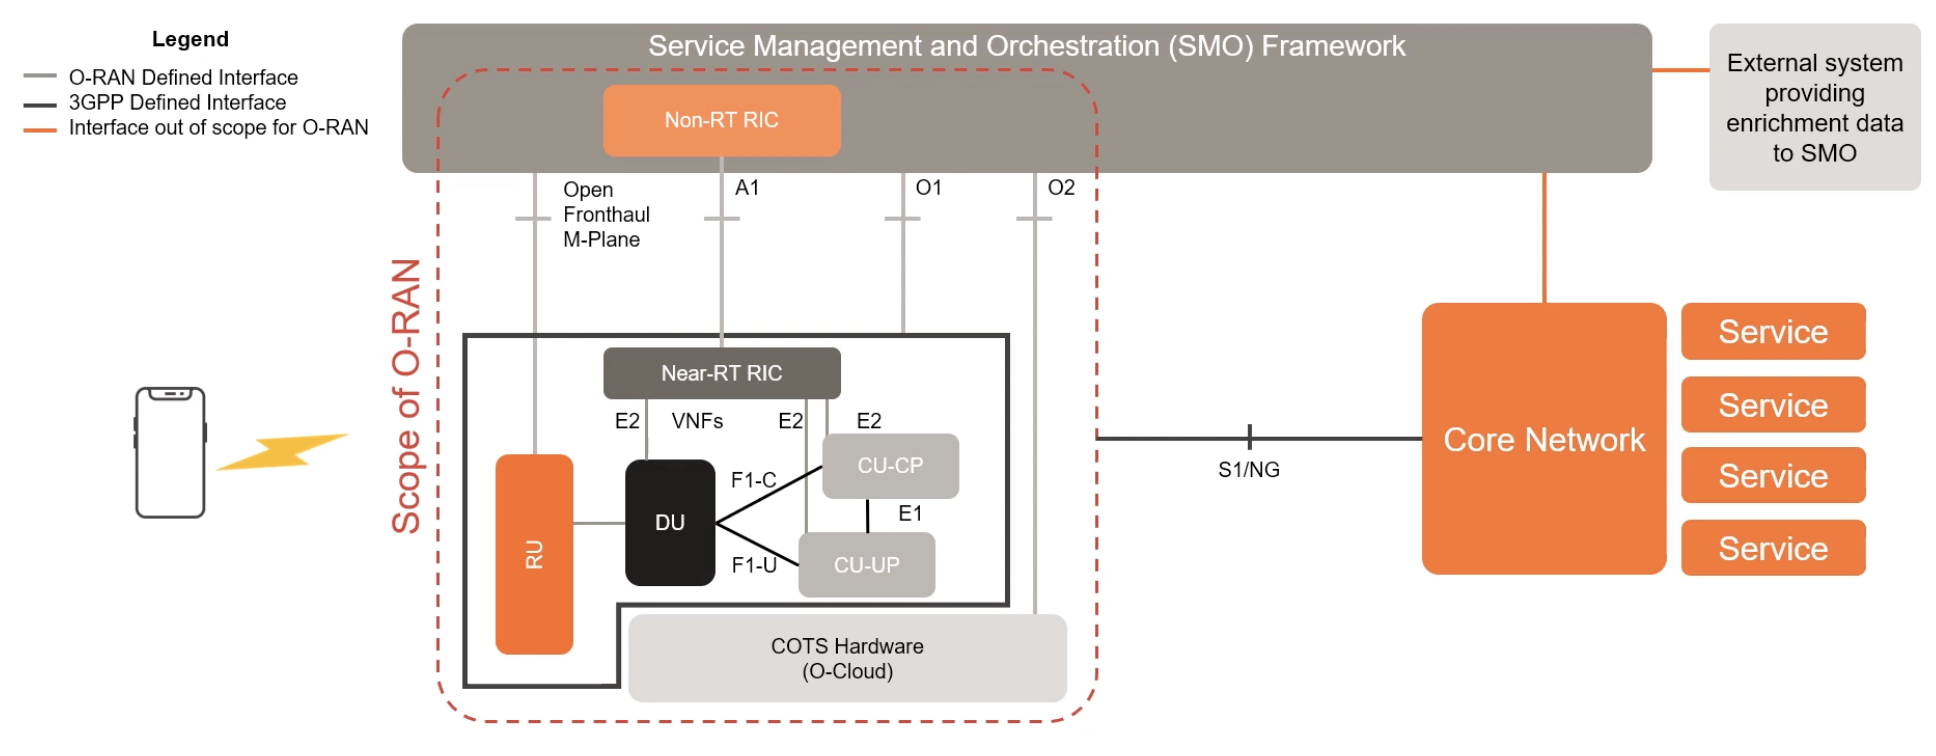 Legend
O-RAN Defined Interface
3GPP Defined Interface
Interface out of scope for O-RAN
Service Management and Orchestration (SMO) Framework
External system
providing
enrichment data
to SMO
Non-RT RIC
Open
Fronthaul
M-Plane
A1
O1
O2
Scope of O-RAN
Near-RT RIC
E2
VNFs
E2
E2
RU
DU
F1-C
F1-U
CU-CP
E1
CU-UP
COTS Hardware
(O-Cloud)
S1/NG
Core Network
Service
Service
Service
Service